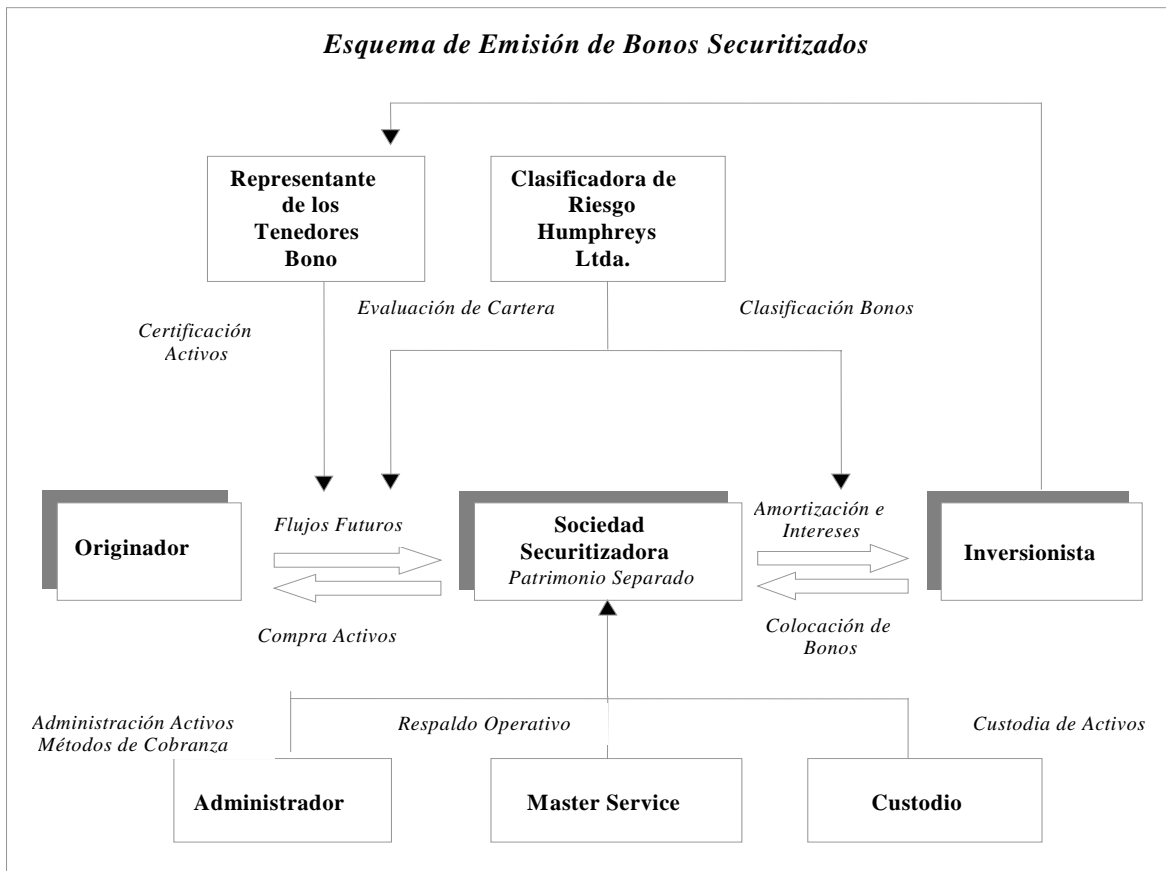 Esquema de Emisión de Bonos Securitizados
Representante
de los
Tenedores
Bono
Clasificadora de
Riesgo
Humphreys
Ltda.
Evaluación de Cartera
Clasificación Bonos
Certificación
Activos
Originador
Flujos Futuros
Compra Activos
Sociedad
Securitizadora
Patrimonio Separado
Amortización e
Intereses
Colocación de
Bonos
Inversionista
Administración Activos
Métodos de Cobranza
Respaldo Operativo
Custodia de Activos
Administrador
Master Service
Custodio